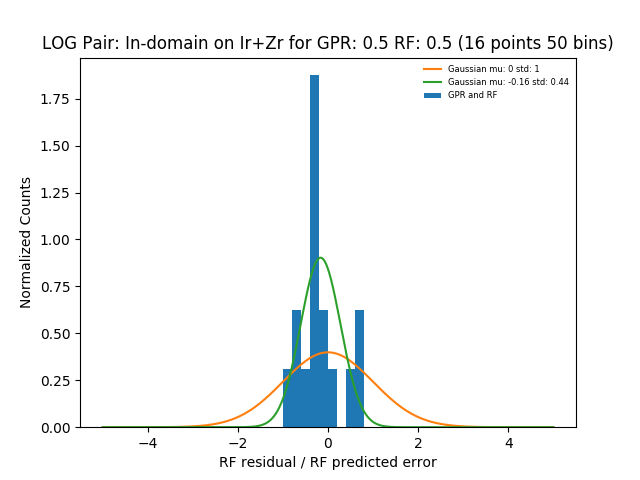 LOG Pair: In-domain on Ir+Zr for GPR: 0.5 RF: 0.5 (16 points 50 bins)
Gaussian mu: 0 std: 1
Gaussian mu: -0.16 std: 0.44
GPR and RF
Normalized Counts
1.75
1.50
1.25
1.00
0.75
0.50
0.25
0.00
−4 −2 0 2 4
RF residual / RF predicted error